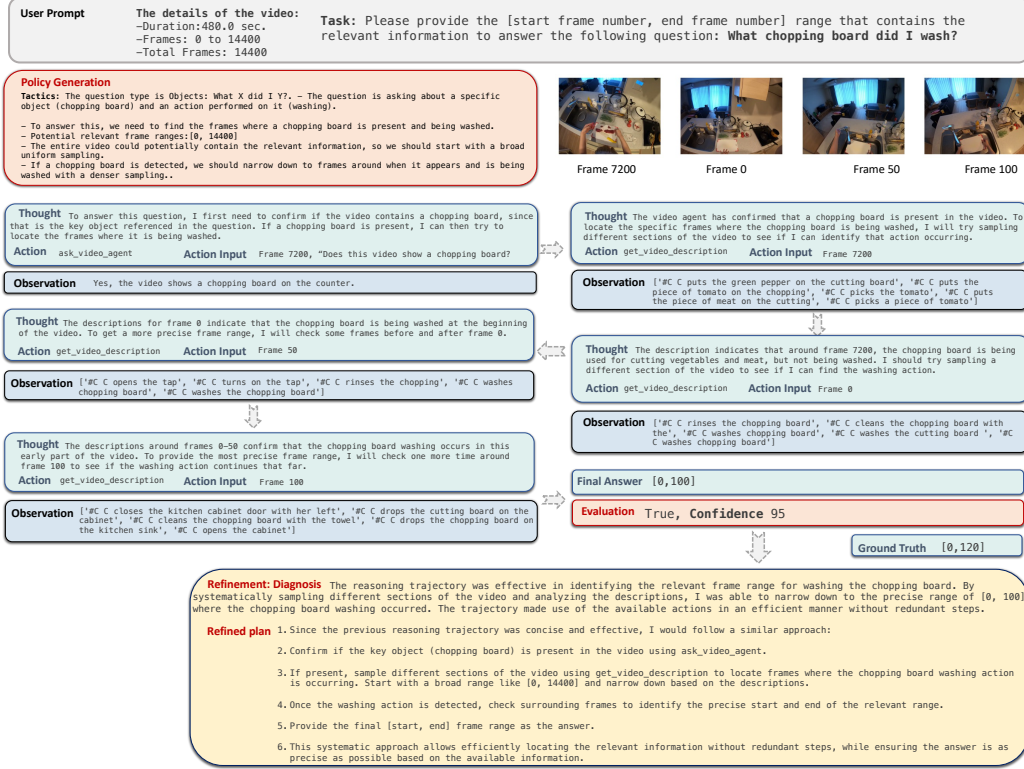 User Prompt
The details of the video:
–Duration:480.0 sec.
–Frames: 0 to 14400
–Total Frames: 14400
Task: Please provide the [start frame number, end frame number] range that contains the
relevant information to answer the following question: What chopping board did I wash?
Policy Generation
Tactics: The question type is Objects: What X did I Y?. – The question is asking about a specific
object (chopping board) and an action performed on it (washing).
– To answer this, we need to find the frames where a chopping board is present and being washed.
– Potential relevant frame ranges:[0, 14400]
– The entire video could potentially contain the relevant information, so we should start with a broad
uniform sampling.
– If a chopping board is detected, we should narrow down to frames around when it appears and is being
washed with a denser sampling..
Frame 7200
Frame 0
Frame 50
Frame 100
Thought To answer this question, I first need to confirm if the video contains a chopping board, since
that is the key object referenced in the question. If a chopping board is present, I can then try to
locate the frames where it is being washed.
Action ask_video_agent Action Input Frame 7200, "Does this video show a chopping board?
Observation Yes, the video shows a chopping board on the counter.
Thought The video agent has confirmed that a chopping board is present in the video. To
locate the specific frames where the chopping board is being washed, I will try sampling
different sections of the video to see if I can identify that action occurring.
Action get_video_description Action Input Frame 7200
Observation ['#C C puts the green pepper on the cutting board', '#C C puts the
piece of tomato on the chopping', '#C C picks the tomato', '#C C puts
the piece of meat on the cutting', '#C C picks a piece of tomato']
Thought The description indicates that around frame 7200, the chopping board is being
used for cutting vegetables and meat, but not being washed. I should try sampling a
different section of the video to see if I can find the washing action.
Action get_video_description Action Input Frame 0
Observation ['#C C rinses the chopping board', '#C C cleans the chopping board with
the', '#C C washes chopping board', '#C C washes the cutting board ', '#C
C washes chopping board']
Thought The descriptions for frame 0 indicate that the chopping board is being washed at the beginning
of the video. To get a more precise frame range, I will check some frames before and after frame 0.
Action get_video_description Action Input Frame 50
Observation ['#C C opens the tap', '#C C turns on the tap', '#C C rinses the chopping', '#C C washes
chopping board', '#C C washes the chopping board']
Thought The descriptions around frames 0–50 confirm that the chopping board washing occurs in this
early part of the video. To provide the most precise frame range, I will check one more time around
frame 100 to see if the washing action continues that far.
Action get_video_description Action Input Frame 100
Observation ['#C C closes the kitchen cabinet door with her left', '#C C drops the cutting board on the
cabinet', '#C C cleans the chopping board with the towel', '#C C drops the chopping board on
the kitchen sink', '#C C opens the cabinet']
Final Answer [0,100]
Evaluation True, Confidence 95
Ground Truth [0,120]
Refinement: Diagnosis The reasoning trajectory was effective in identifying the relevant frame range for washing the chopping board. By
systematically sampling different sections of the video and analyzing the descriptions, I was able to narrow down to the precise range of [0, 100]
where the chopping board washing occurred. The trajectory made use of the available actions in an efficient manner without redundant steps.
Refined plan 1. Since the previous reasoning trajectory was concise and effective, I would follow a similar approach:
2. Confirm if the key object (chopping board) is present in the video using ask_video_agent.
3. If present, sample different sections of the video using get_video_description to locate frames where the chopping board washing action
is occurring. Start with a broad range like [0, 14400] and narrow down based on the descriptions.
4. Once the washing action is detected, check surrounding frames to identify the precise start and end of the relevant range.
5. Provide the final [start, end] frame range as the answer.
6. This systematic approach allows efficiently locating the relevant information without redundant steps, while ensuring the answer is as
precise as possible based on the available information.